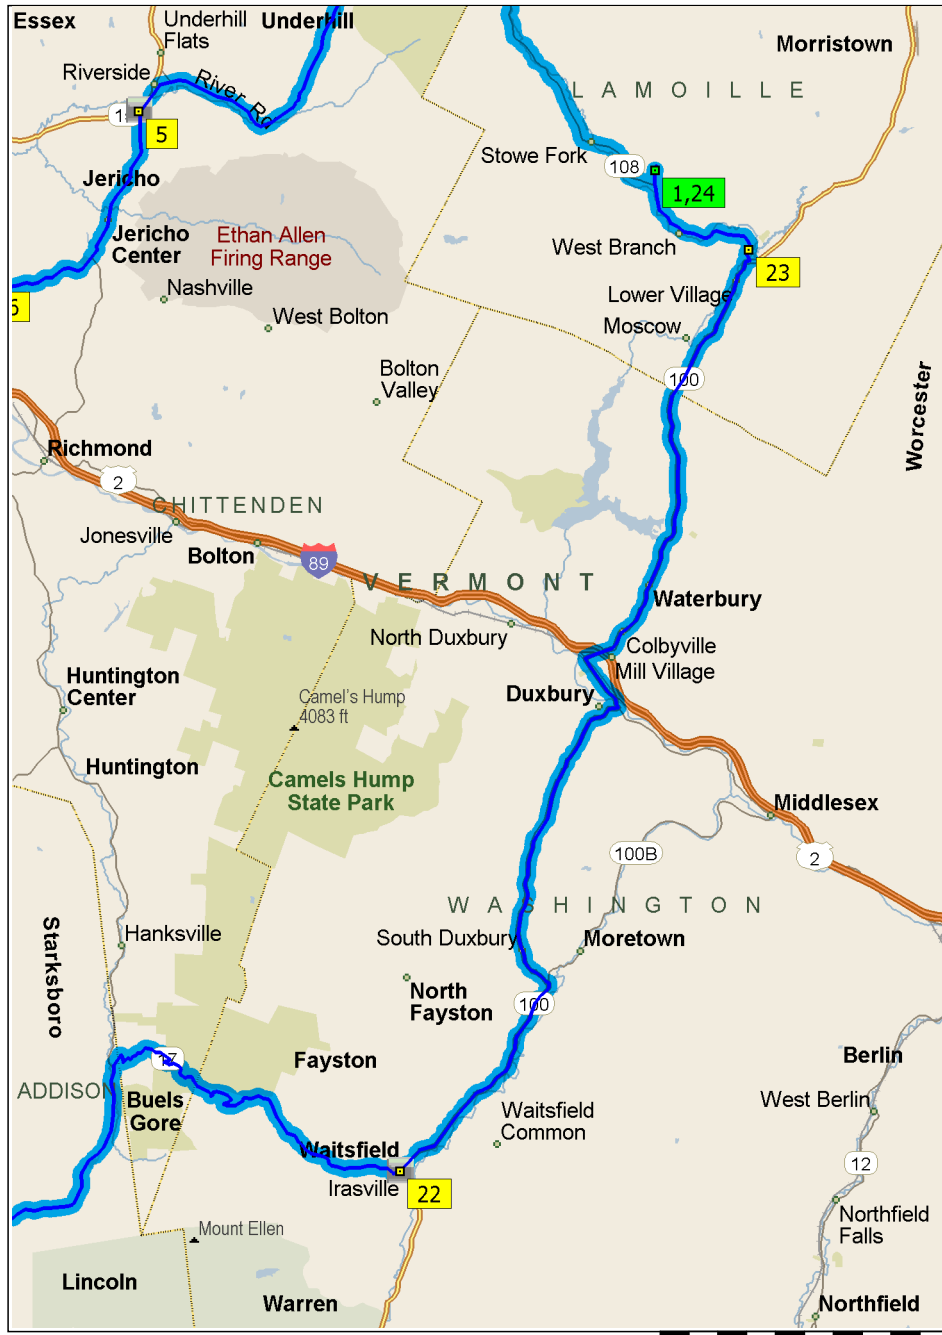 Essex
Underhill
Flats
Underhill
Morristown
Riverside
River Rd
LAMOILLE
5
Stowe Fork
108
1,24
Jericho
Jericho
Center
Ethan Allen
Firing Range
West Branch
23
Nashville
Lower Village
6
West Bolton
Moscow
Bolton
Valley
100
Worcester
Richmond
2
CHITTENDEN
Jonesville
Bolton
89
VERMONT
Waterbury
North Duxbury
Colbyville
Mill Village
Huntington
Center
Duxbury
Camel's Hump
4083 ft
Huntington
Camels Hump
State Park
Middlesex
100B
2
WASHINGTON
Starksboro
Hanksville
South Duxbury
Moretown
North
Fayston
100
17
Fayston
Berlin
ADDISON
Buels
Gore
Waitsfield
Common
West Berlin
Waitsfield
12
Irasville
22
Northfield
Falls
Mount Ellen
Lincoln
Warren
Northfield